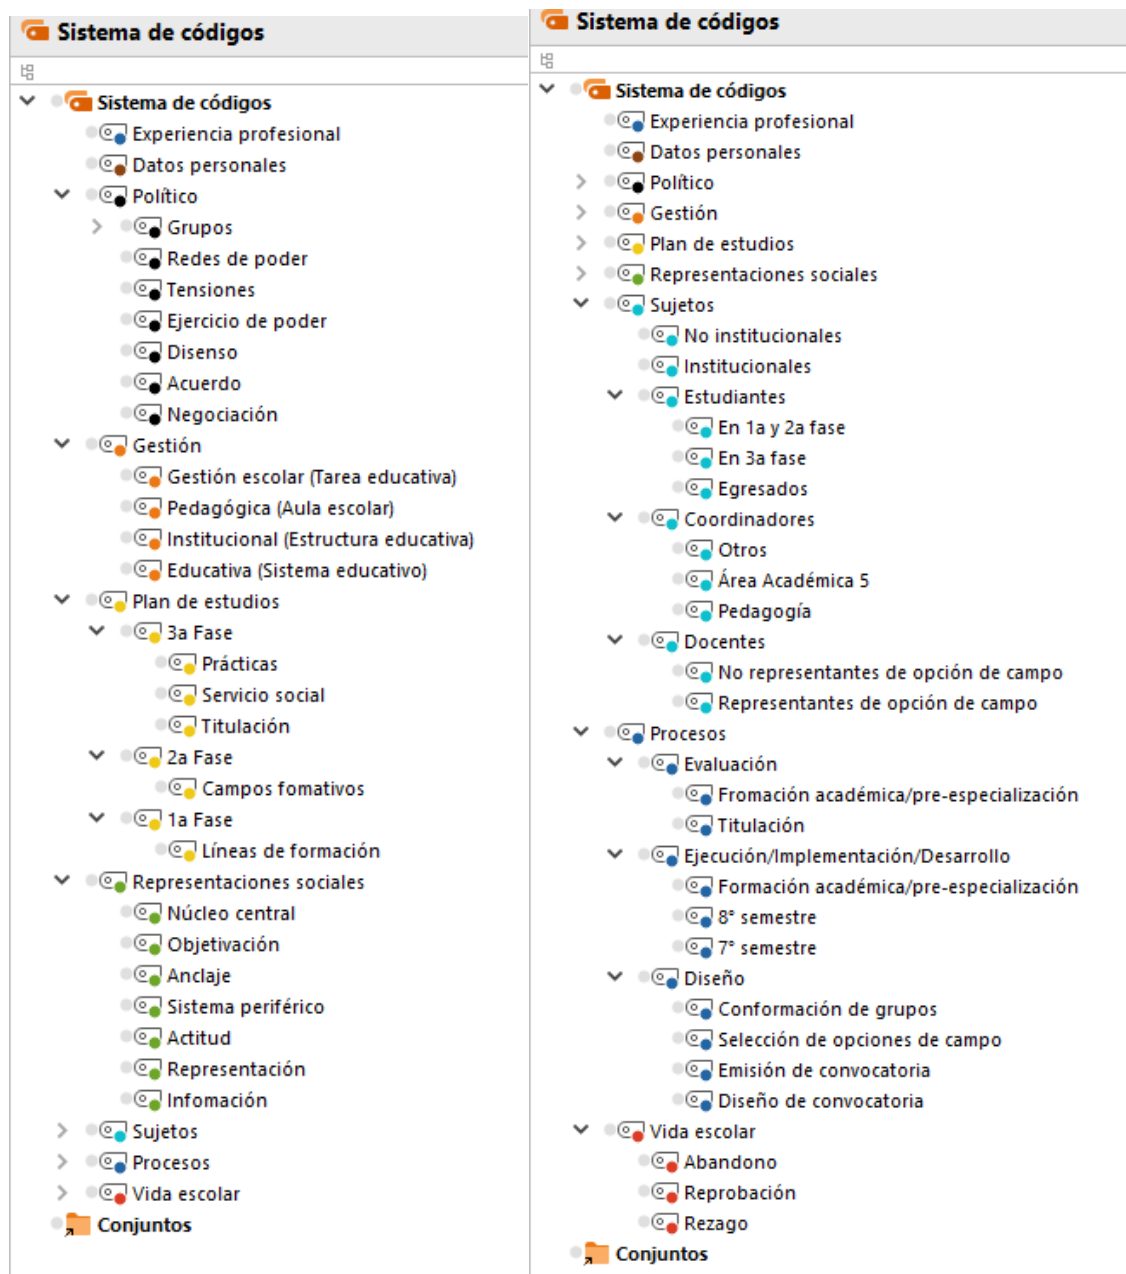 Sistema de códigos
Sistema de códigos
Experiencia profesional
Datos personales
Político
Grupos
Redes de poder
Tensiones
Ejercicio de poder
Disenso
Acuerdo
Negociación
Gestión
Gestión escolar (Tarea educativa)
Pedagógica (Aula escolar)
Institucional (Estructura educativa)
Educativa (Sistema educativo)
Plan de estudios
3a Fase
Prácticas
Servicio social
Titulación
2a Fase
Campos fomativos
1a Fase
Líneas de formación
Representaciones sociales
Núcleo central
Objetivación
Anclaje
Sistema periférico
Actitud
Representación
Infomación
Sujetos
Procesos
Vida escolar
Conjuntos
Sistema de códigos
Sistema de códigos
Experiencia profesional
Datos personales
Político
Gestión
Plan de estudios
Representaciones sociales
Sujetos
No institucionales
Institucionales
Estudiantes
En 1a y 2a fase
En 3a fase
Egresados
Coordinadores
Otros
Área Académica 5
Pedagogía
Docentes
No representantes de opción de campo
Representantes de opción de campo
Procesos
Evaluación
Fromación académica/pre-especialización
Titulación
Ejecución/Implementación/Desarrollo
Formación académica/pre-especialización
8° semestre
7° semestre
Diseño
Conformación de grupos
Selección de opciones de campo
Emisión de convocatoria
Diseño de convocatoria
Vida escolar
Abandono
Reprobación
Rezago
Conjuntos